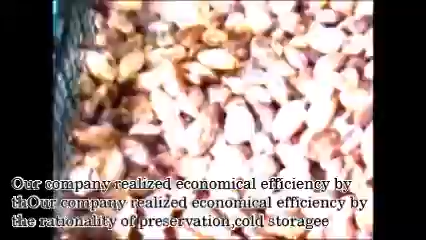 Our company realized economical efficiency by
thOur company realized economical efficiency by
the rationality of preservation,cold storagee